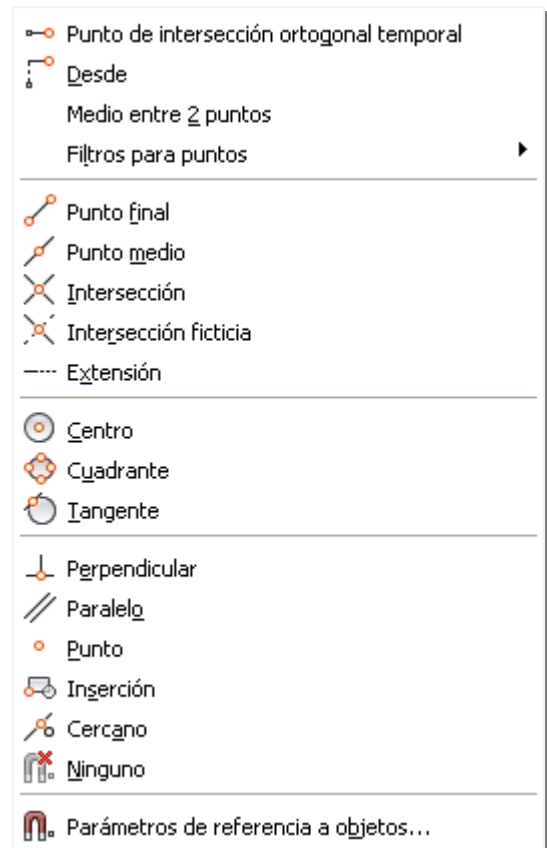 Punto de intersección ortogonal temporal
Desde
Medio entre 2 puntos
Filtros para puntos
Punto final
Punto medio
Intersección
Intersección ficticia
Extensión
Centro
Cuadrante
Tangente
Perpendicular
Paralelo
Punto
Inserción
Cercano
Ninguno
Parámetros de referencia a objetos...